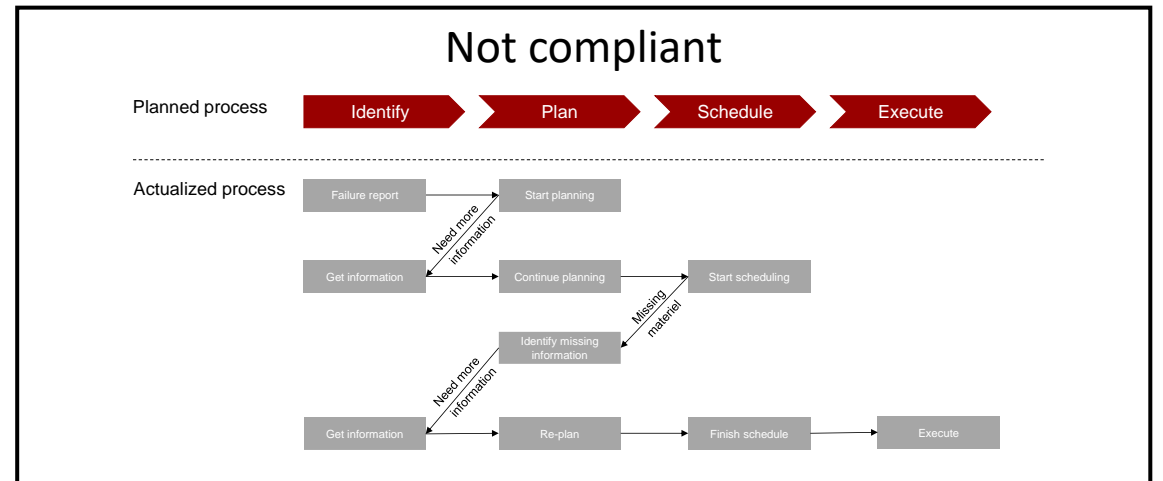 Not compliant
Planned process
Identify
Plan
Schedule
Execute
Actualized process
Failure report
Start planning
Need more
information
Get information
Continue planning
Start scheduling
Missing
materiel
Identify missing
information
Need more
information
Get information
Re-plan
Finish schedule
Execute